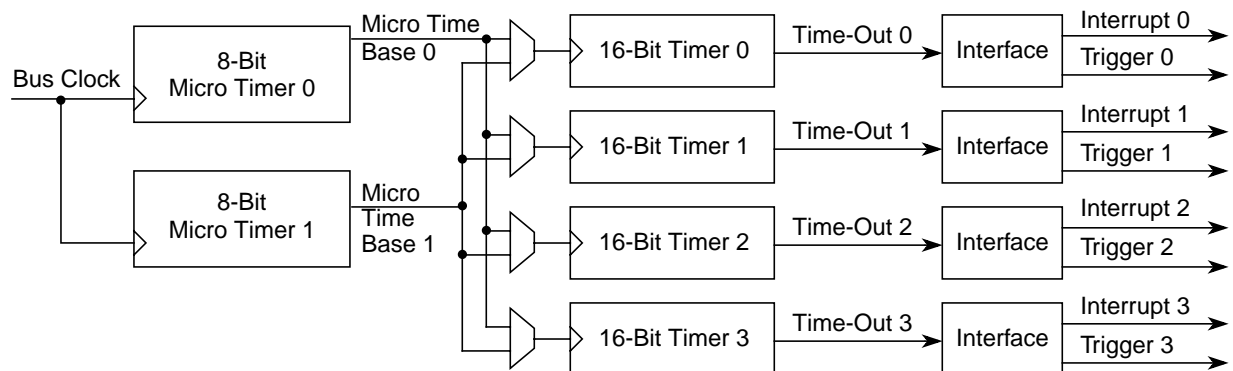 Bus Clock
8-Bit
Micro Timer 0
Micro Time
Base 0
16-Bit Timer 0
Time-Out 0
Interface
Interrupt 0
Trigger 0
16-Bit Timer 1
Time-Out 1
Interface
Interrupt 1
Trigger 1
8-Bit
Micro Timer 1
Micro
Time
Base 1
16-Bit Timer 2
Time-Out 2
Interface
Interrupt 2
Trigger 2
16-Bit Timer 3
Time-Out 3
Interface
Interrupt 3
Trigger 3